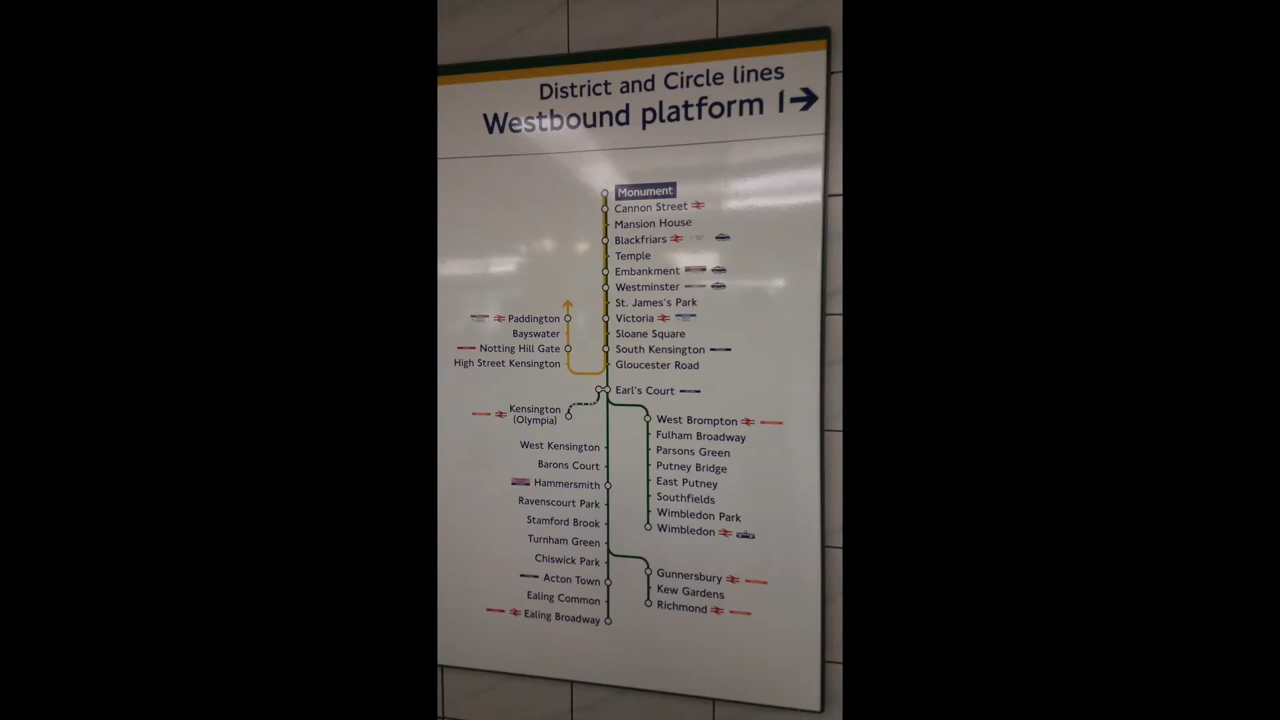 District and Circle lines
Westbound platform 1
Monument
Cannon Street
Mansion House
Blackfriars
Temple
Embankment
Westminster
St. James's Park
Victoria
Sloane Square
South Kensington
Gloucester Road
Paddington
Bayswater
Notting Hill Gate
High Street Kensington
Earl's Court
Kensington
(Olympia)
West Brompton
Fulham Broadway
Parsons Green
Putney Bridge
East Putney
Southfields
Wimbledon Park
Wimbledon
West Kensington
Barons Court
Hammersmith
Ravenscourt Park
Stamford Brook
Turnham Green
Chiswick Park
Acton Town
Ealing Common
Ealing Broadway
Gunnersbury
Kew Gardens
Richmond